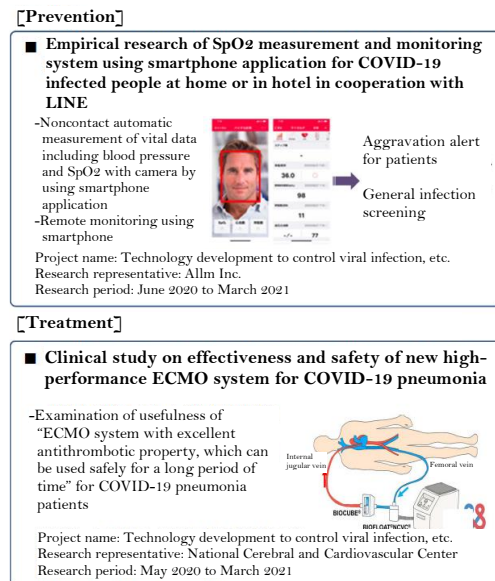 [Prevention]
■ Empirical research of SpO2 measurement and monitoring
system using smartphone application for COVID-19
infected people at home or in hotel in cooperation with
LINE
-Noncontact automatic
measurement of vital data
including blood pressure
and SpO2 with camera by
using smartphone
application
-Remote monitoring using
smartphone
36.0
98
11
77
Aggravation alert
for patients
General infection
screening
Project name: Technology development to control viral infection, etc.
Research representative: Allm Inc.
Research period: June 2020 to March 2021
[Treatment]
■ Clinical study on effectiveness and safety of new high-
performance ECMO system for COVID-19 pneumonia
-Examination of usefulness of
“ECMO system with excellent
antithrombotic property, which can
be used safely for a long period of
time” for COVID-19 pneumonia
patients
Internal
jugular vein
Femoral vein
BIOCUBE
BIOFLOAT NCVC
Project name: Technology development to control viral infection, etc.
Research representative: National Cerebral and Cardiovascular Center
Research period: May 2020 to March 2021